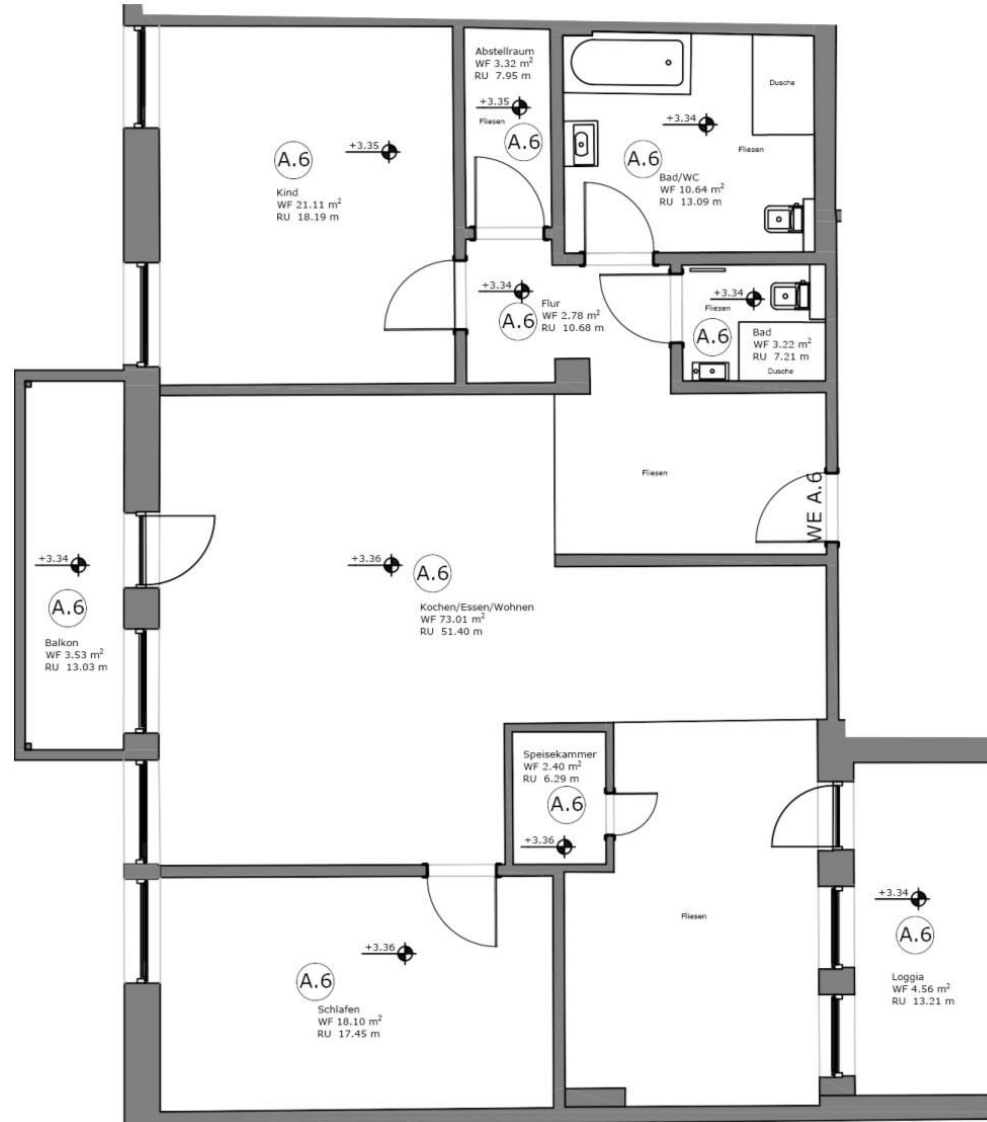 Abstellraum
WF 3.32 m²
RU 7.95 m
+3.35
Fliesen
A.6
Dusche
+3.34
Fliesen
A.6
Bad/WC
WF 10.64 m²
RU 13.09 m
+3.35
A.6
Kind
WF 21.11 m²
RU 18.19 m
+3.34
Flur
WF 2.78 m²
RU 10.68 m
A.6
+3.34
Fliesen
A.6
Bad
WF 3.22 m²
RU 7.21 m
Dusche
Fliesen
WE A.6
+3.34
A.6
Balkon
WF 3.53 m²
RU 13.03 m
+3.36
A.6
Kochen/Essen/Wohnen
WF 73.01 m²
RU 51.40 m
Speisekammer
WF 2.40 m²
RU 6.29 m
A.6
+3.36
+3.36
A.6
Schlafen
WF 18.10 m²
RU 17.45 m
Fliesen
+3.34
A.6
Loggia
WF 4.56 m²
RU 13.21 m